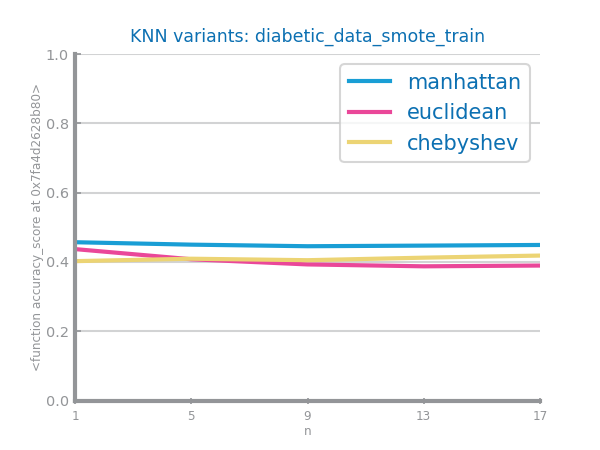 KNN variants: diabetic_data_smote_train
<function accuracy_score at 0x7fa4d2628b80>
1.0
0.8
0.6
0.4
0.2
0.0
manhattan
euclidean
chebyshev
1 5 9 13 17
n